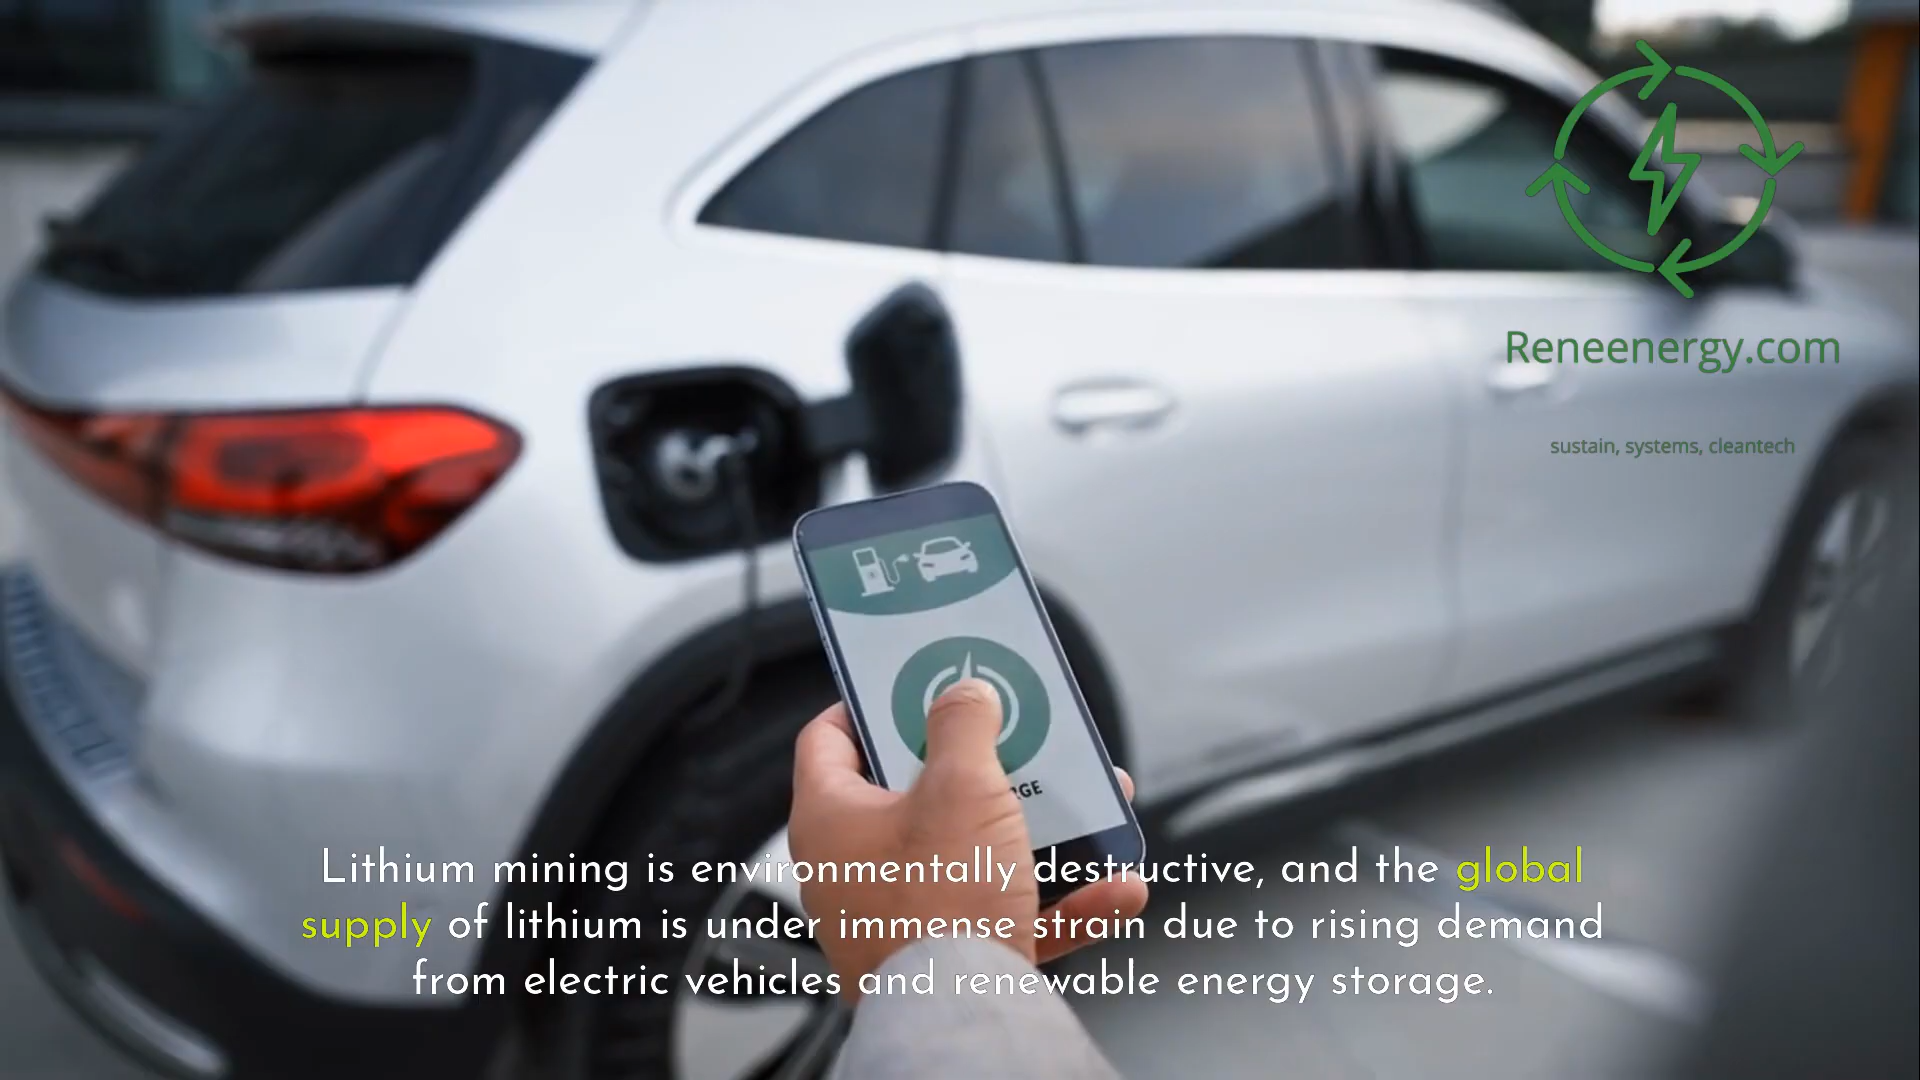 Reneenergy.com
sustain, systems, cleantech
Lithium mining is environmentally destructive, and the global
supply of lithium is under immense strain due to rising demand
from electric vehicles and renewable energy storage.